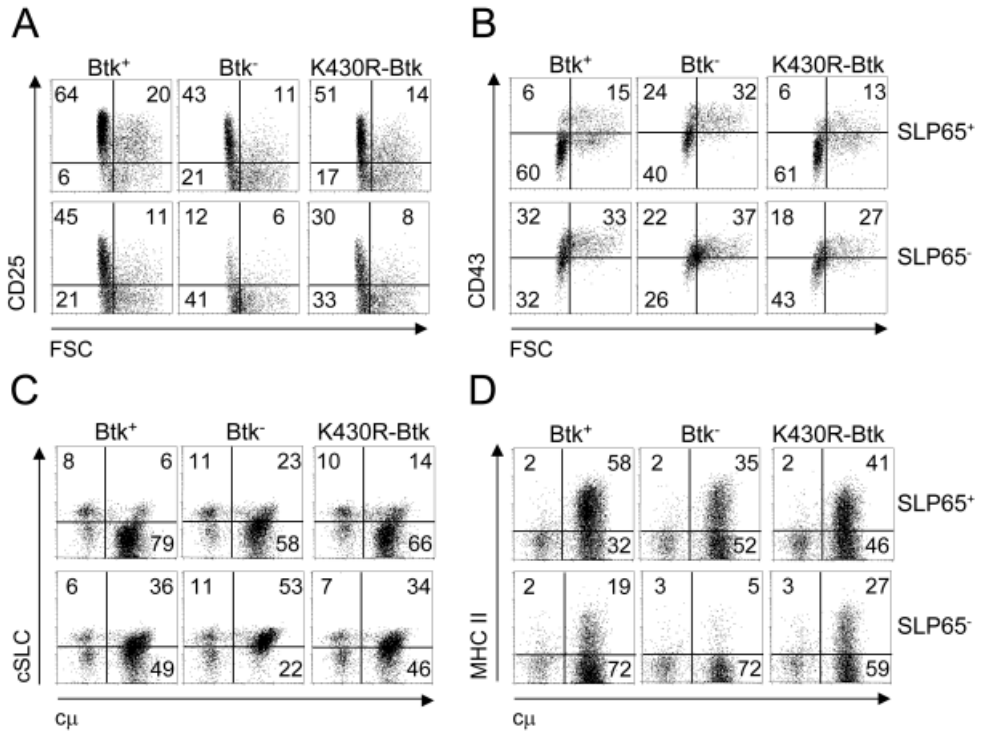 A
Btk+ Btk- K430R-Btk
64 20 43 11 51 14
6 21 17
45 11 12 6 30 8
21 41 33
CD25
FSC
B
Btk+ Btk- K430R-Btk
6 15 24 32 6 13
SLP65+
60 40 61
32 33 22 37 18 27
SLP65-
32 26 43
CD43
FSC
C
Btk+ Btk- K430R-Btk
8 6 11 23 10 14
79 58 66
6 36 11 53 7 34
49 22 46
cSLC
cμ
D
Btk+ Btk- K430R-Btk
2 58 2 35 2 41
SLP65+
32 52 46
2 19 3 5 3 27
SLP65-
72 72 59
MHC II
cμ